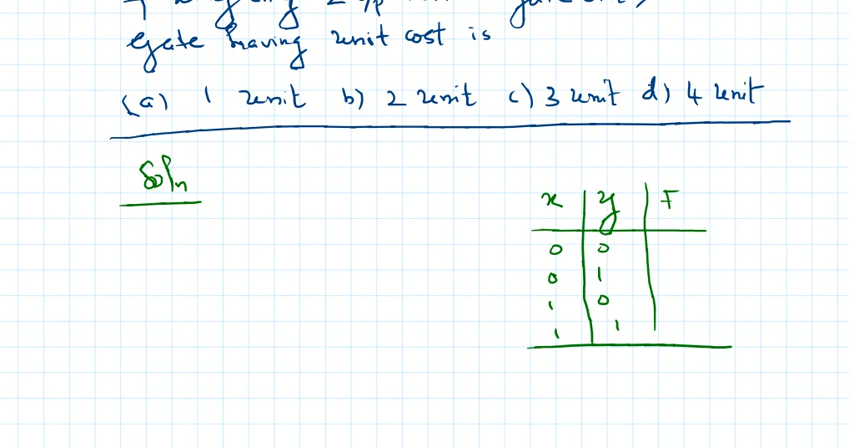 gate having unit cost is
(a) 1 unit b) 2 unit c) 3 unit d) 4 unit
Soln
x y F
0 0
0 1
1 0
1 1